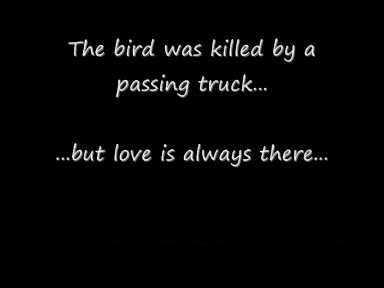 The bird was killed by a
passing truck...
...but love is always there...